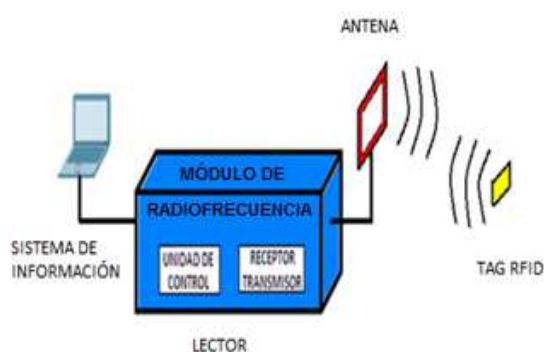 ANTENA
MÓDULO DE
RADIOFRECUENCIA
SISTEMA DE
INFORMACIÓN
UNIDAD DE
CONTROL
RECEPTOR
TRANSMISOR
TAG RFID
LECTOR